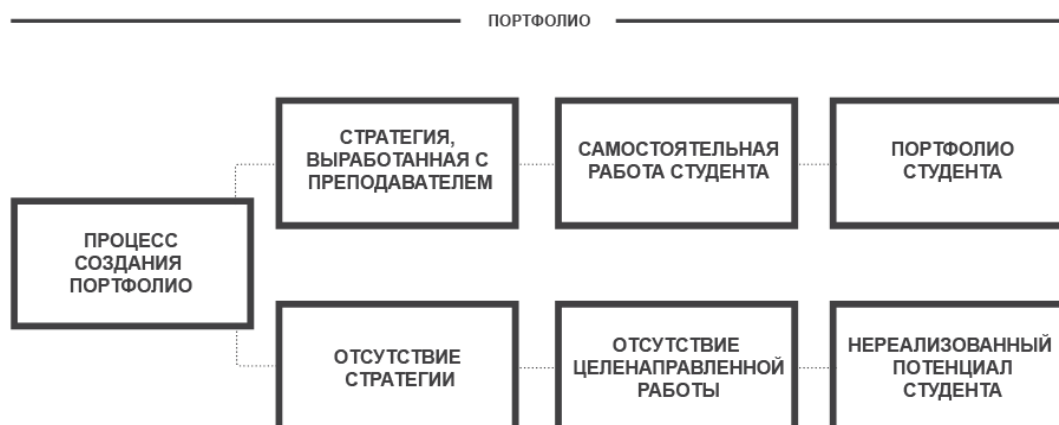 ПОРТФОЛИО
СТРАТЕГИЯ,
ВЫРАБОТАННАЯ С
ПРЕПОДАВАТЕЛЕМ
САМОСТОЯТЕЛЬНАЯ
РАБОТА СТУДЕНТА
ПОРТФОЛИО
СТУДЕНТА
ПРОЦЕСС
СОЗДАНИЯ
ПОРТФОЛИО
ОТСУТСТВИЕ
СТРАТЕГИИ
ОТСУТСТВИЕ
ЦЕЛЕНАПРАВЛЕННОЙ
РАБОТЫ
НЕРЕАЛИЗОВАННЫЙ
ПОТЕНЦИАЛ
СТУДЕНТА